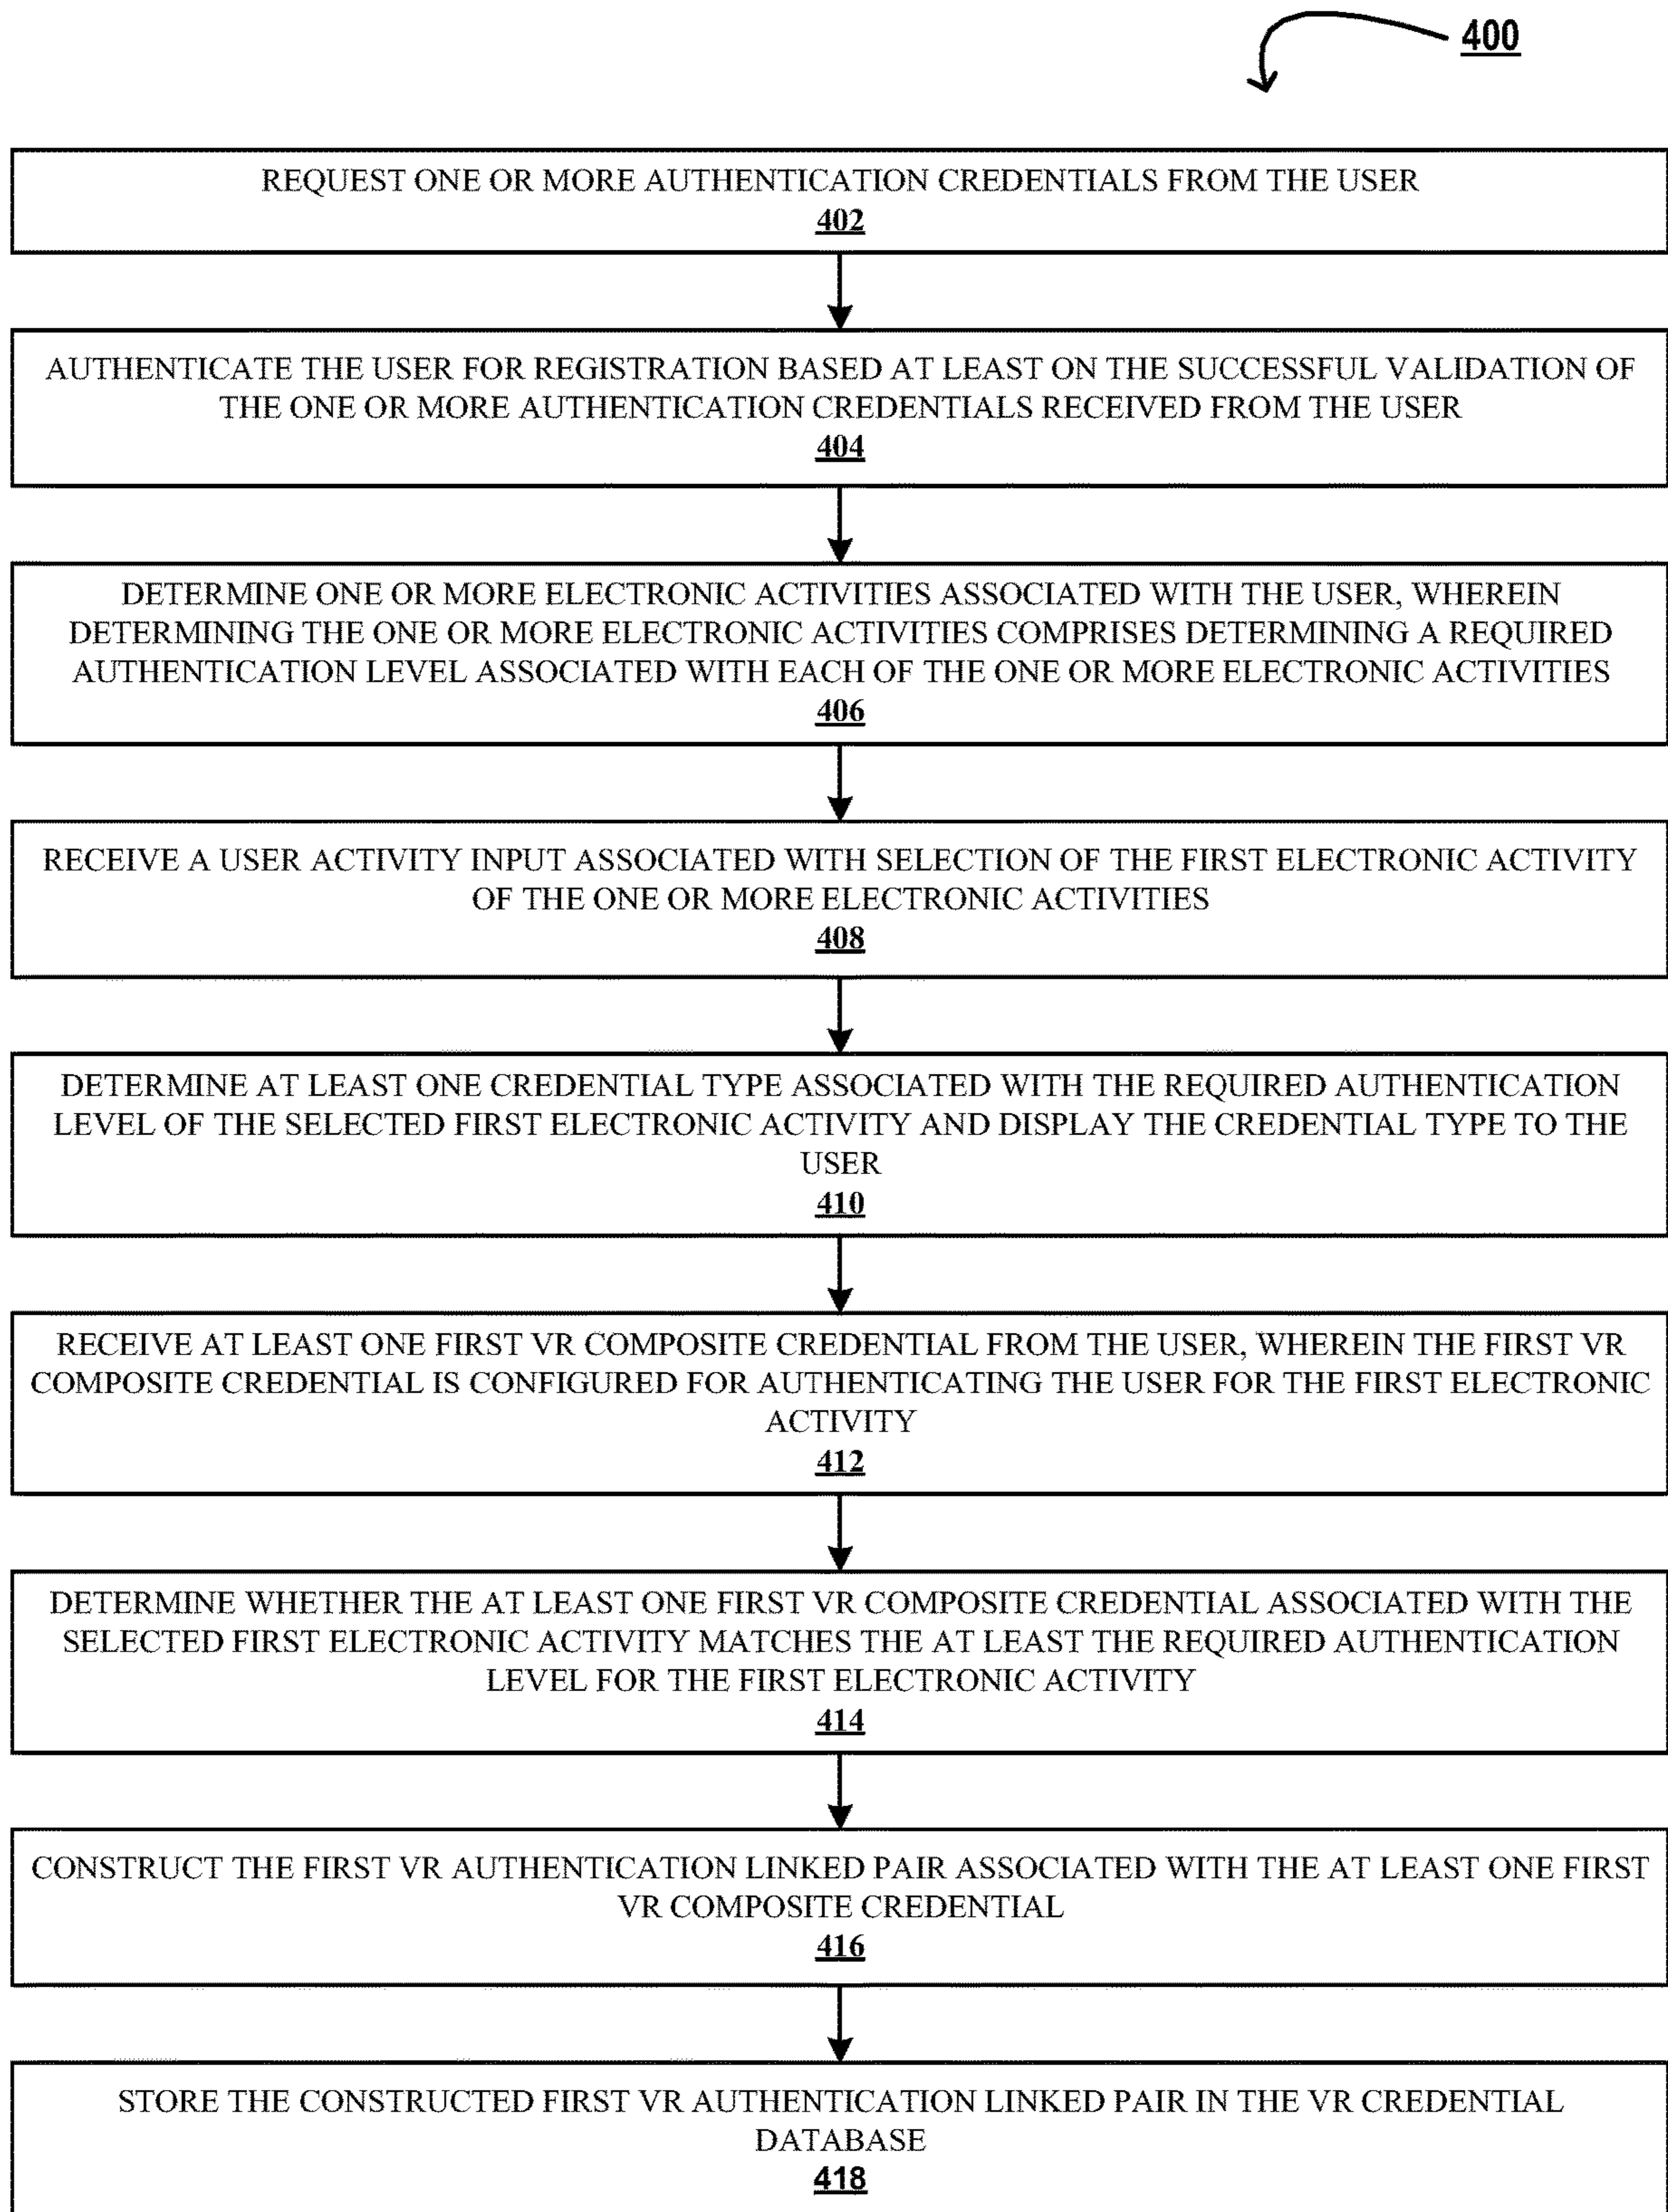 400
REQUEST ONE OR MORE AUTHENTICATION CREDENTIALS FROM THE USER
402
AUTHENTICATE THE USER FOR REGISTRATION BASED AT LEAST ON THE SUCCESSFUL VALIDATION OF
THE ONE OR MORE AUTHENTICATION CREDENTIALS RECEIVED FROM THE USER
404
DETERMINE ONE OR MORE ELECTRONIC ACTIVITIES ASSOCIATED WITH THE USER, WHEREIN
DETERMINING THE ONE OR MORE ELECTRONIC ACTIVITIES COMPRISES DETERMINING A REQUIRED
AUTHENTICATION LEVEL ASSOCIATED WITH EACH OF THE ONE OR MORE ELECTRONIC ACTIVITIES
406
RECEIVE A USER ACTIVITY INPUT ASSOCIATED WITH SELECTION OF THE FIRST ELECTRONIC ACTIVITY
OF THE ONE OR MORE ELECTRONIC ACTIVITIES
408
DETERMINE AT LEAST ONE CREDENTIAL TYPE ASSOCIATED WITH THE REQUIRED AUTHENTICATION
LEVEL OF THE SELECTED FIRST ELECTRONIC ACTIVITY AND DISPLAY THE CREDENTIAL TYPE TO THE
USER
410
RECEIVE AT LEAST ONE FIRST VR COMPOSITE CREDENTIAL FROM THE USER, WHEREIN THE FIRST VR
COMPOSITE CREDENTIAL IS CONFIGURED FOR AUTHENTICATING THE USER FOR THE FIRST ELECTRONIC
ACTIVITY
412
DETERMINE WHETHER THE AT LEAST ONE FIRST VR COMPOSITE CREDENTIAL ASSOCIATED WITH THE
SELECTED FIRST ELECTRONIC ACTIVITY MATCHES THE AT LEAST THE REQUIRED AUTHENTICATION
LEVEL FOR THE FIRST ELECTRONIC ACTIVITY
414
CONSTRUCT THE FIRST VR AUTHENTICATION LINKED PAIR ASSOCIATED WITH THE AT LEAST ONE FIRST
VR COMPOSITE CREDENTIAL
416
STORE THE CONSTRUCTED FIRST VR AUTHENTICATION LINKED PAIR IN THE VR CREDENTIAL
DATABASE
418